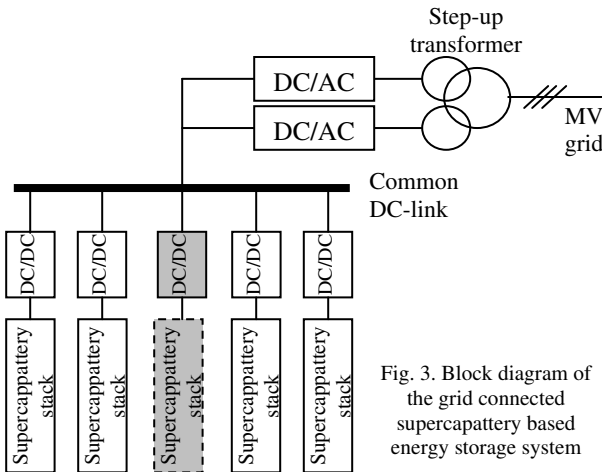 Step-up
transformer
DC/AC
DC/AC
MV
grid
Common
DC-link
DC/DC
DC/DC
DC/DC
DC/DC
DC/DC
Supercappattery
stack
Supercappattery
stack
Supercappattery
stack
Supercappattery
stack
Supercappattery
stack
Fig. 3. Block diagram of
the grid connected
supercapattery based
energy storage system